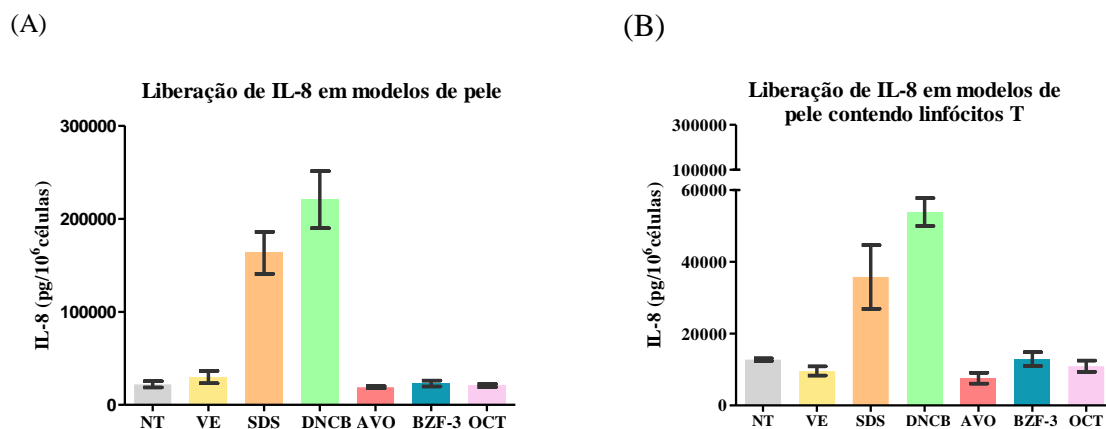 (A)
Liberação de IL-8 em modelos de pele
IL-8 (pg/10⁶células)
300000
200000
100000
0
NT VE SDS DNCB AVO BZF-3 OCT
(B)
Liberação de IL-8 em modelos de
pele contendo linfócitos T
IL-8 (pg/10⁶células)
300000
100000
60000
40000
20000
0
NT VE SDS DNCB AVO BZF-3 OCT